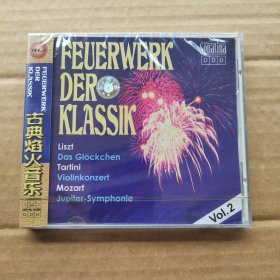 FEUERWERK
DER
KLASSIK
Liszt
Das Glöckchen
Tartini
Violinkonzert
Mozart
Jupiter-Symphonie
Vol.2
Sonatina
DDD
FEUERWERK
DER
KLASSIK
古典焰火音乐